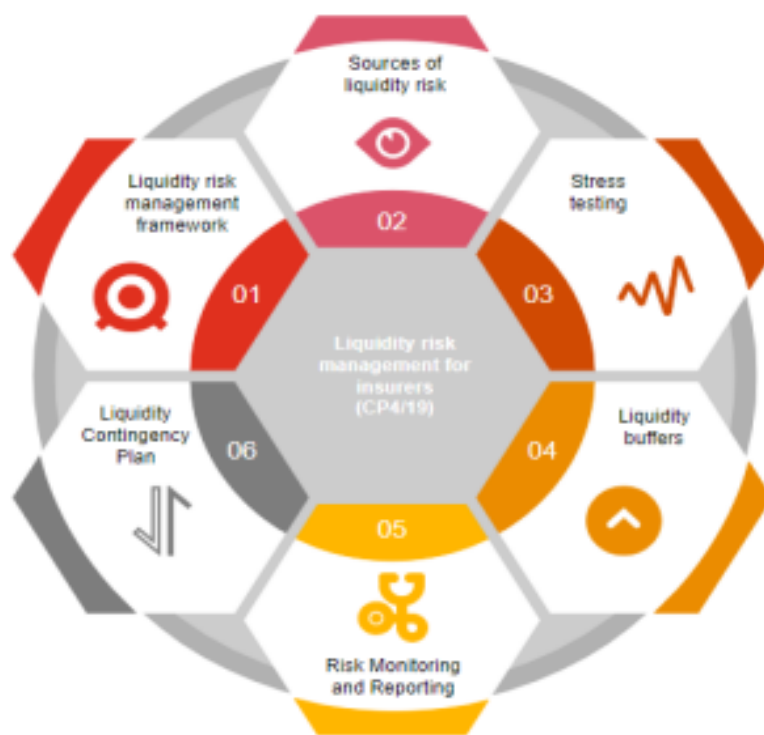 Sources of
liquidity risk
02
Liquidity risk
management
framework
01
Stress
testing
03
Liquidity risk
management for
insurers
(CP4/19)
Liquidity
Contingency
Plan
06
Liquidity
buffers
04
05
Risk Monitoring
and Reporting